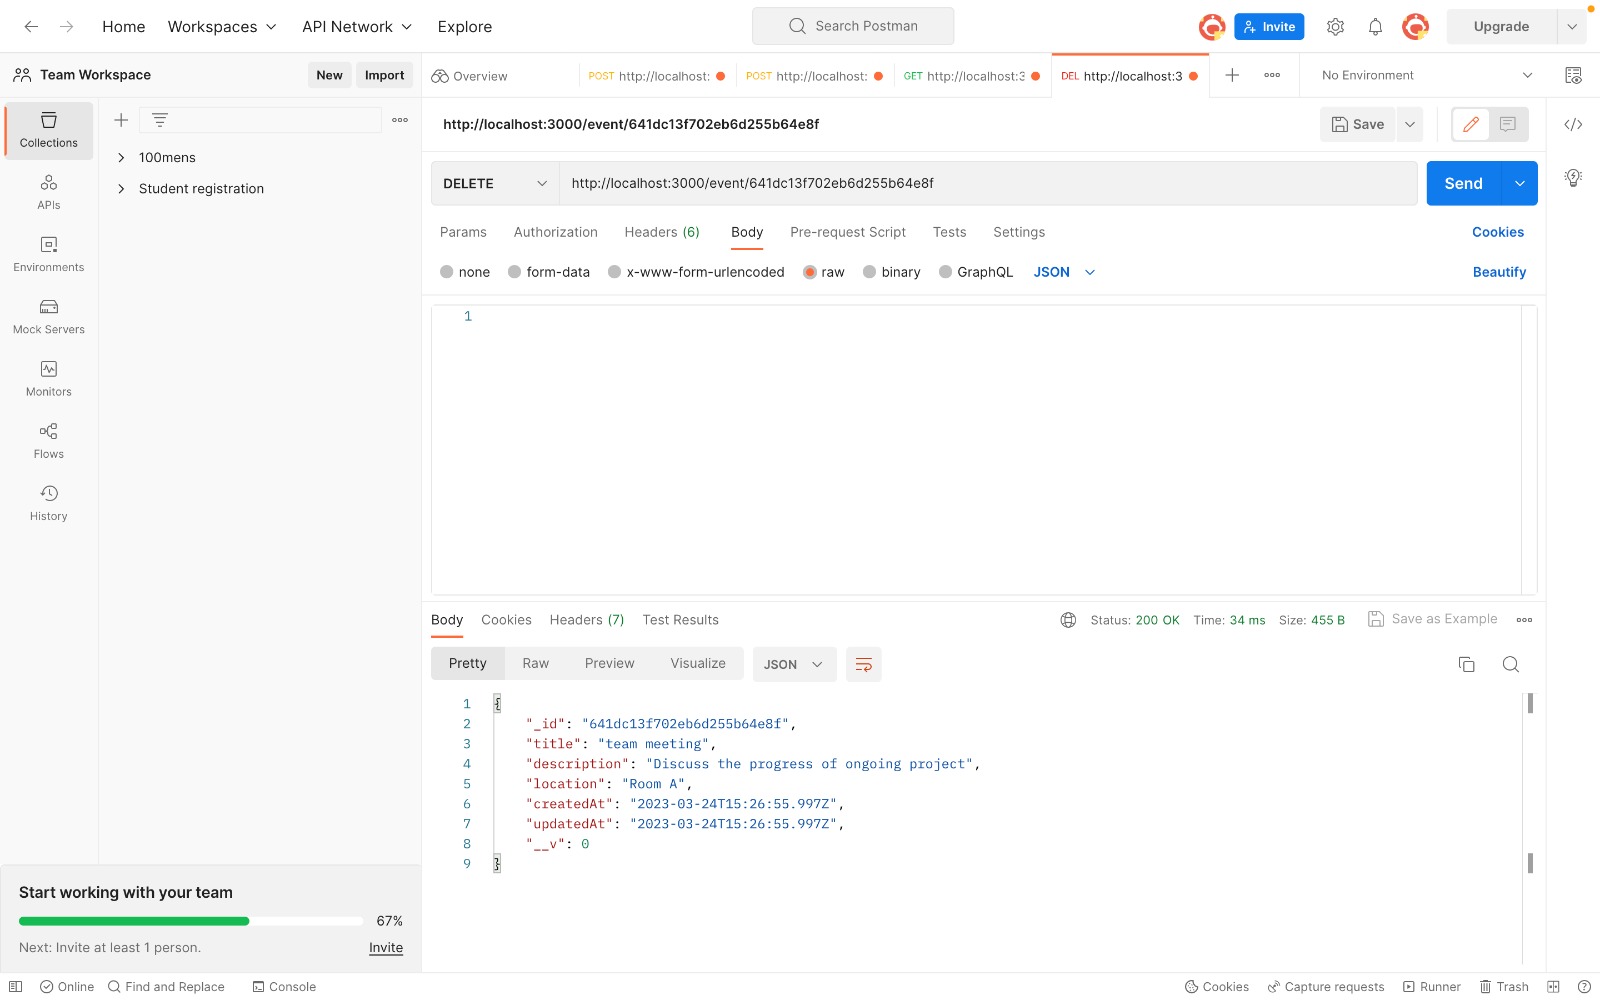 Home Workspaces API Network Explore Search Postman Invite Upgrade
Team Workspace New Import Overview POST http://localhost: POST http://localhost: GET http://localhost:3 DEL http://localhost:3 No Environment
Collections
APIs
Environments
Mock Servers
Monitors
Flows
History
100mens
Student registration
http://localhost:3000/event/641dc13f702eb6d255b64e8f Save
DELETE http://localhost:3000/event/641dc13f702eb6d255b64e8f Send
Params Authorization Headers (6) Body Pre-request Script Tests Settings Cookies
none form-data x-www-form-urlencoded raw binary GraphQL JSON Beautify
1
Body Cookies Headers (7) Test Results Status: 200 OK Time: 34 ms Size: 455 B Save as Example
Pretty Raw Preview Visualize JSON
1 {
2 "_id": "641dc13f702eb6d255b64e8f",
3 "title": "team meeting",
4 "description": "Discuss the progress of ongoing project",
5 "location": "Room A",
6 "createdAt": "2023-03-24T15:26:55.997Z",
7 "updatedAt": "2023-03-24T15:26:55.997Z",
8 "__v": 0
9 }
Start working with your team
67%
Next: Invite at least 1 person. Invite
Online Find and Replace Console Cookies Capture requests Runner Trash